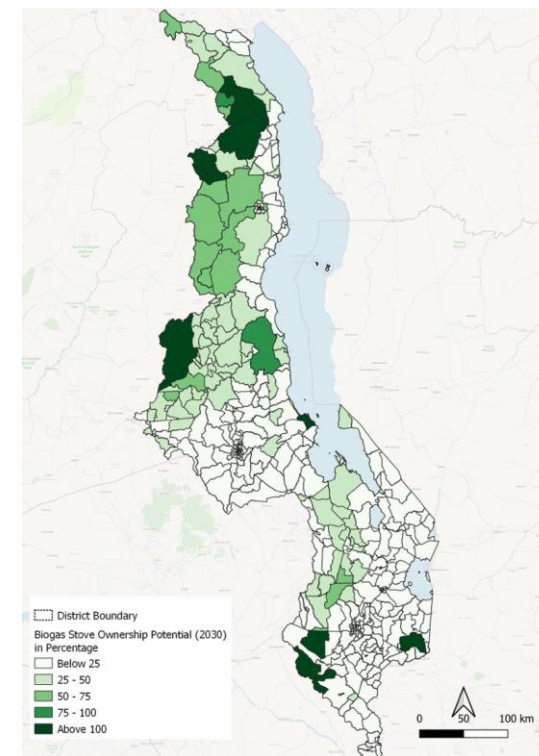 District Boundary
Biogas Stove Ownership Potential (2030)
in Percentage
Below 25
25 - 50
50 - 75
75 - 100
Above 100
0 50 100 km